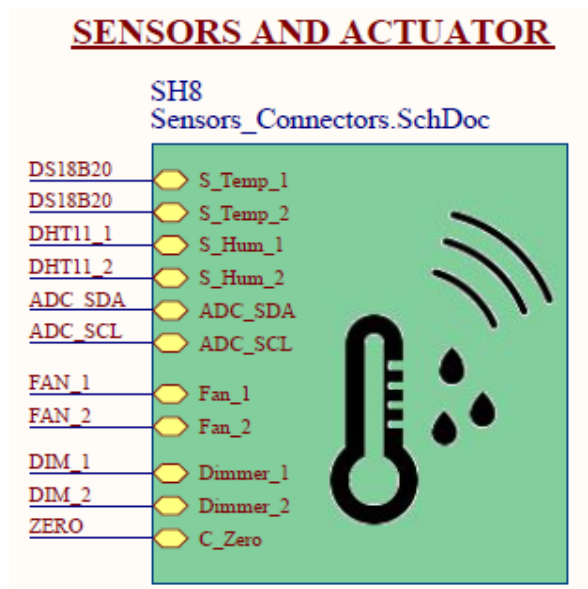 SENSORS AND ACTUATOR
SH8
Sensors_Connectors.SchDoc
DS18B20 S_Temp_1
DS18B20 S_Temp_2
DHT11_1 S_Hum_1
DHT11_2 S_Hum_2
ADC_SDA ADC_SDA
ADC_SCL ADC_SCL
FAN_1 Fan_1
FAN_2 Fan_2
DIM_1 Dimmer_1
DIM_2 Dimmer_2
ZERO C_Zero